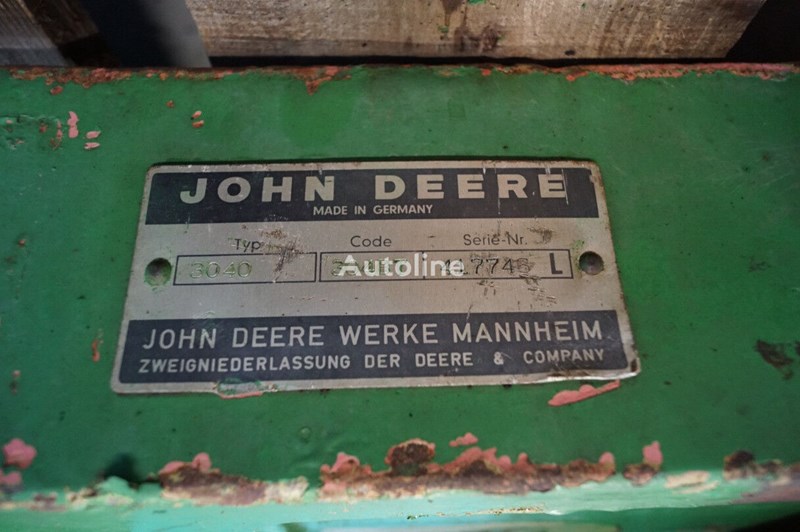 JOHN DEERE
MADE IN GERMANY
Typ Code Serie-Nr.
3040 L
Autoline
JOHN DEERE WERKE MANNHEIM
ZWEIGNIEDERLASSUNG DER DEERE & COMPANY